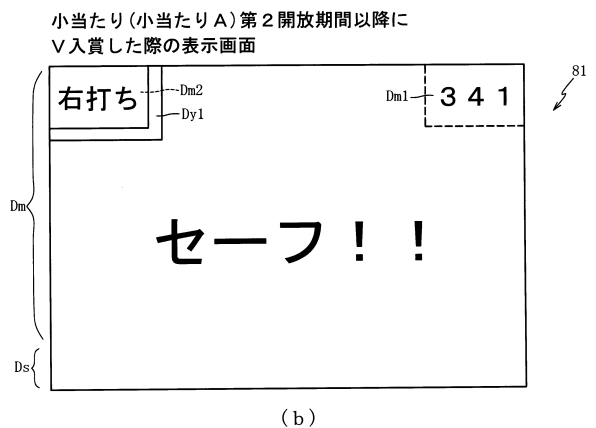 小当たり(小当たりA)第2開放期間以降に
V入賞した際の表示画面
81
右打ち
Dm2
Dm1
３４１
Dy1
Dm
セーフ！！
Ds
(b)